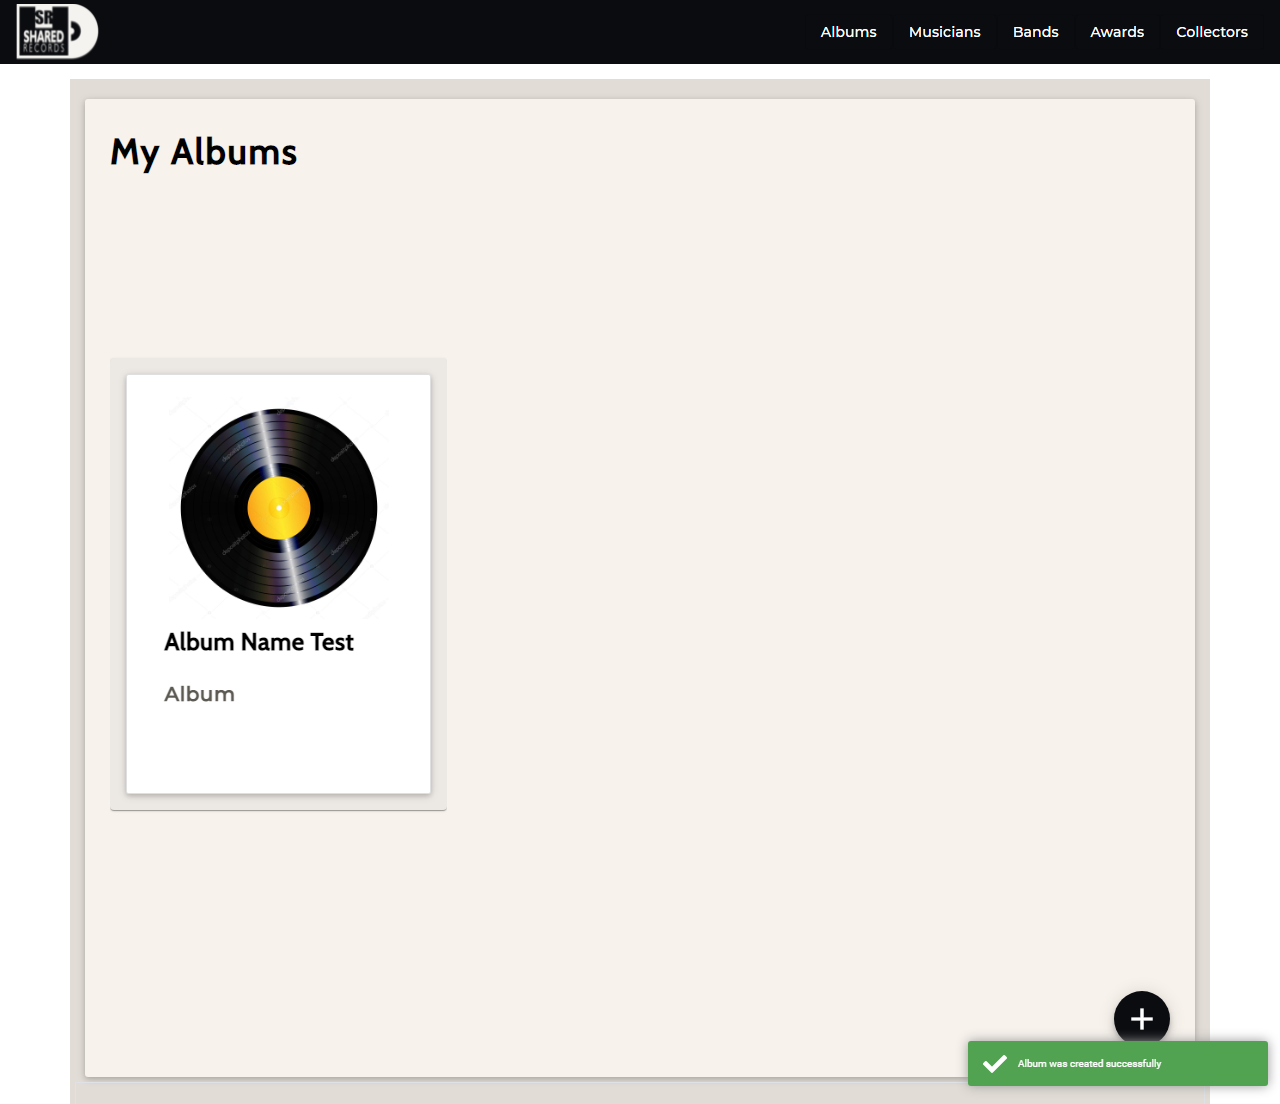 SR
SHARED
RECORDS
Albums
Musicians
Bands
Awards
Collectors
My Albums
Album Name Test
Album
Album was created successfully